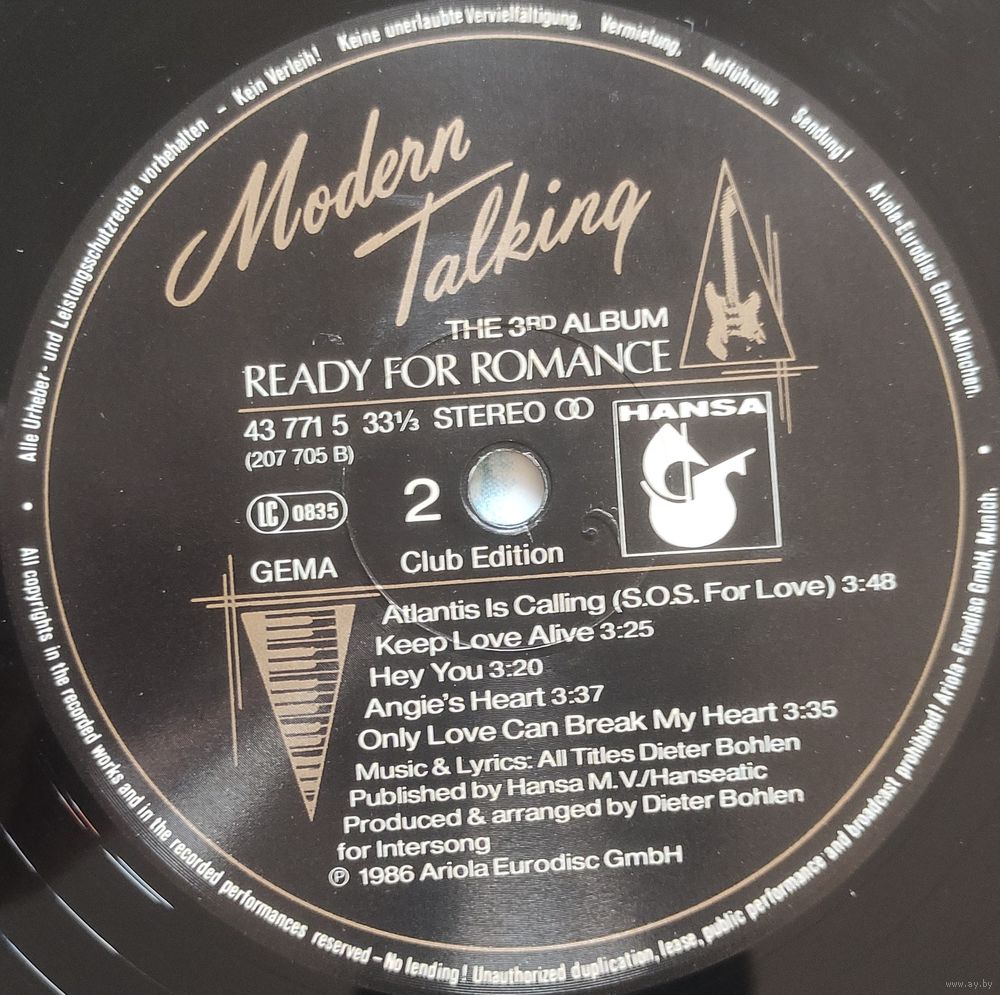 Alle Urheber- und Leistungsschutzrechte vorbehalten – Kein Verleih! Keine unerlaubte Vervielfältigung, Vermietung, Aufführung, Sendung! Ariola-Eurodisc GmbH, München.
Modern
Talking
THE 3RD ALBUM
READY FOR ROMANCE
43 771 5 33⅓ STEREO
(207 705 B)
HANSA
LC 0835
2
GEMA
Club Edition
Atlantis Is Calling (S.O.S. For Love) 3:48
Keep Love Alive 3:25
Hey You 3:20
Angie's Heart 3:37
Only Love Can Break My Heart 3:35
Music & Lyrics: All Titles Dieter Bohlen
Published by Hansa M.V./Hanseatic
Produced & arranged by Dieter Bohlen
for Intersong
℗ 1986 Ariola Eurodisc GmbH
All copyrights in the recorded works and in the recorded performances reserved – No lending! Unauthorized duplication, lease, public performance and broadcast prohibited! Ariola-Eurodisc GmbH, Munich.
www.ay.by